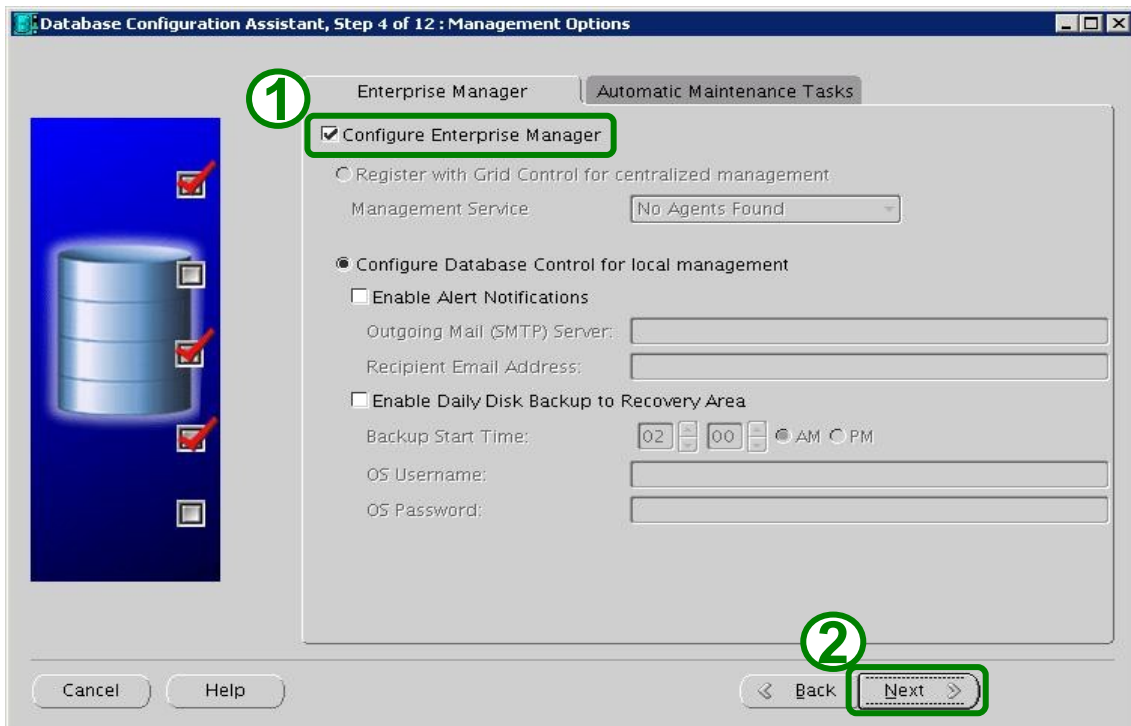 Database Configuration Assistant, Step 4 of 12 : Management Options
1
Enterprise Manager
Automatic Maintenance Tasks
Configure Enterprise Manager
Register with Grid Control for centralized management
Management Service
No Agents Found
Configure Database Control for local management
Enable Alert Notifications
Outgoing Mail (SMTP) Server:
Recipient Email Address:
Enable Daily Disk Backup to Recovery Area
Backup Start Time: 02 00 AM PM
OS Username:
OS Password:
2
Cancel Help Back Next